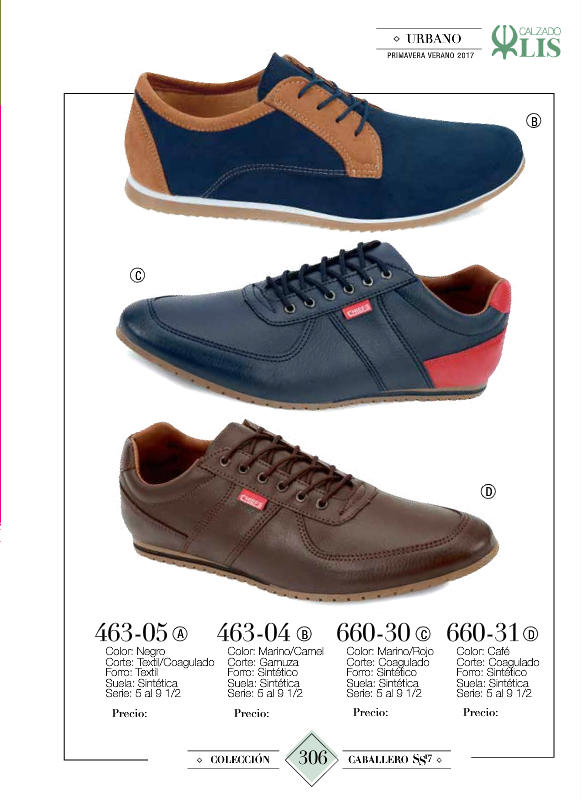 URBANO
PRIMAVERA VERANO 2017
CALZADO
LIS
B
C
D
463-05 A
Color: Negro
Corte: Textil/Coagulado
Forro: Textil
Suela: Sintética
Serie: 5 al 9 1/2
Precio:
463-04 B
Color: Marino/Camel
Corte: Gamuza
Forro: Sintético
Suela: Sintética
Serie: 5 al 9 1/2
Precio:
660-30 C
Color: Marino/Rojo
Corte: Coagulado
Forro: Sintético
Suela: Sintética
Serie: 5 al 9 1/2
Precio:
660-31 D
Color: Café
Corte: Coagulado
Forro: Sintético
Suela: Sintética
Serie: 5 al 9 1/2
Precio:
COLECCIÓN 306 CABALLERO SS17